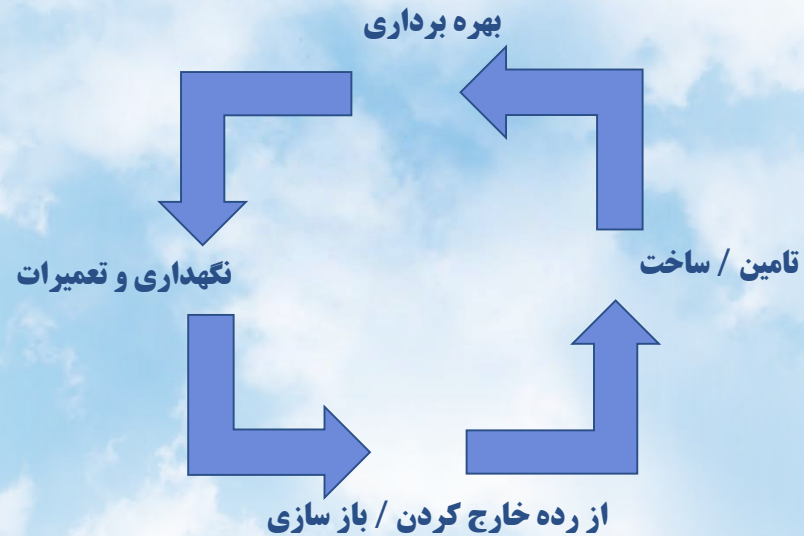 بهره برداری
تامین / ساخت
نگهداری و تعمیرات
از رده خارج کردن / باز سازی